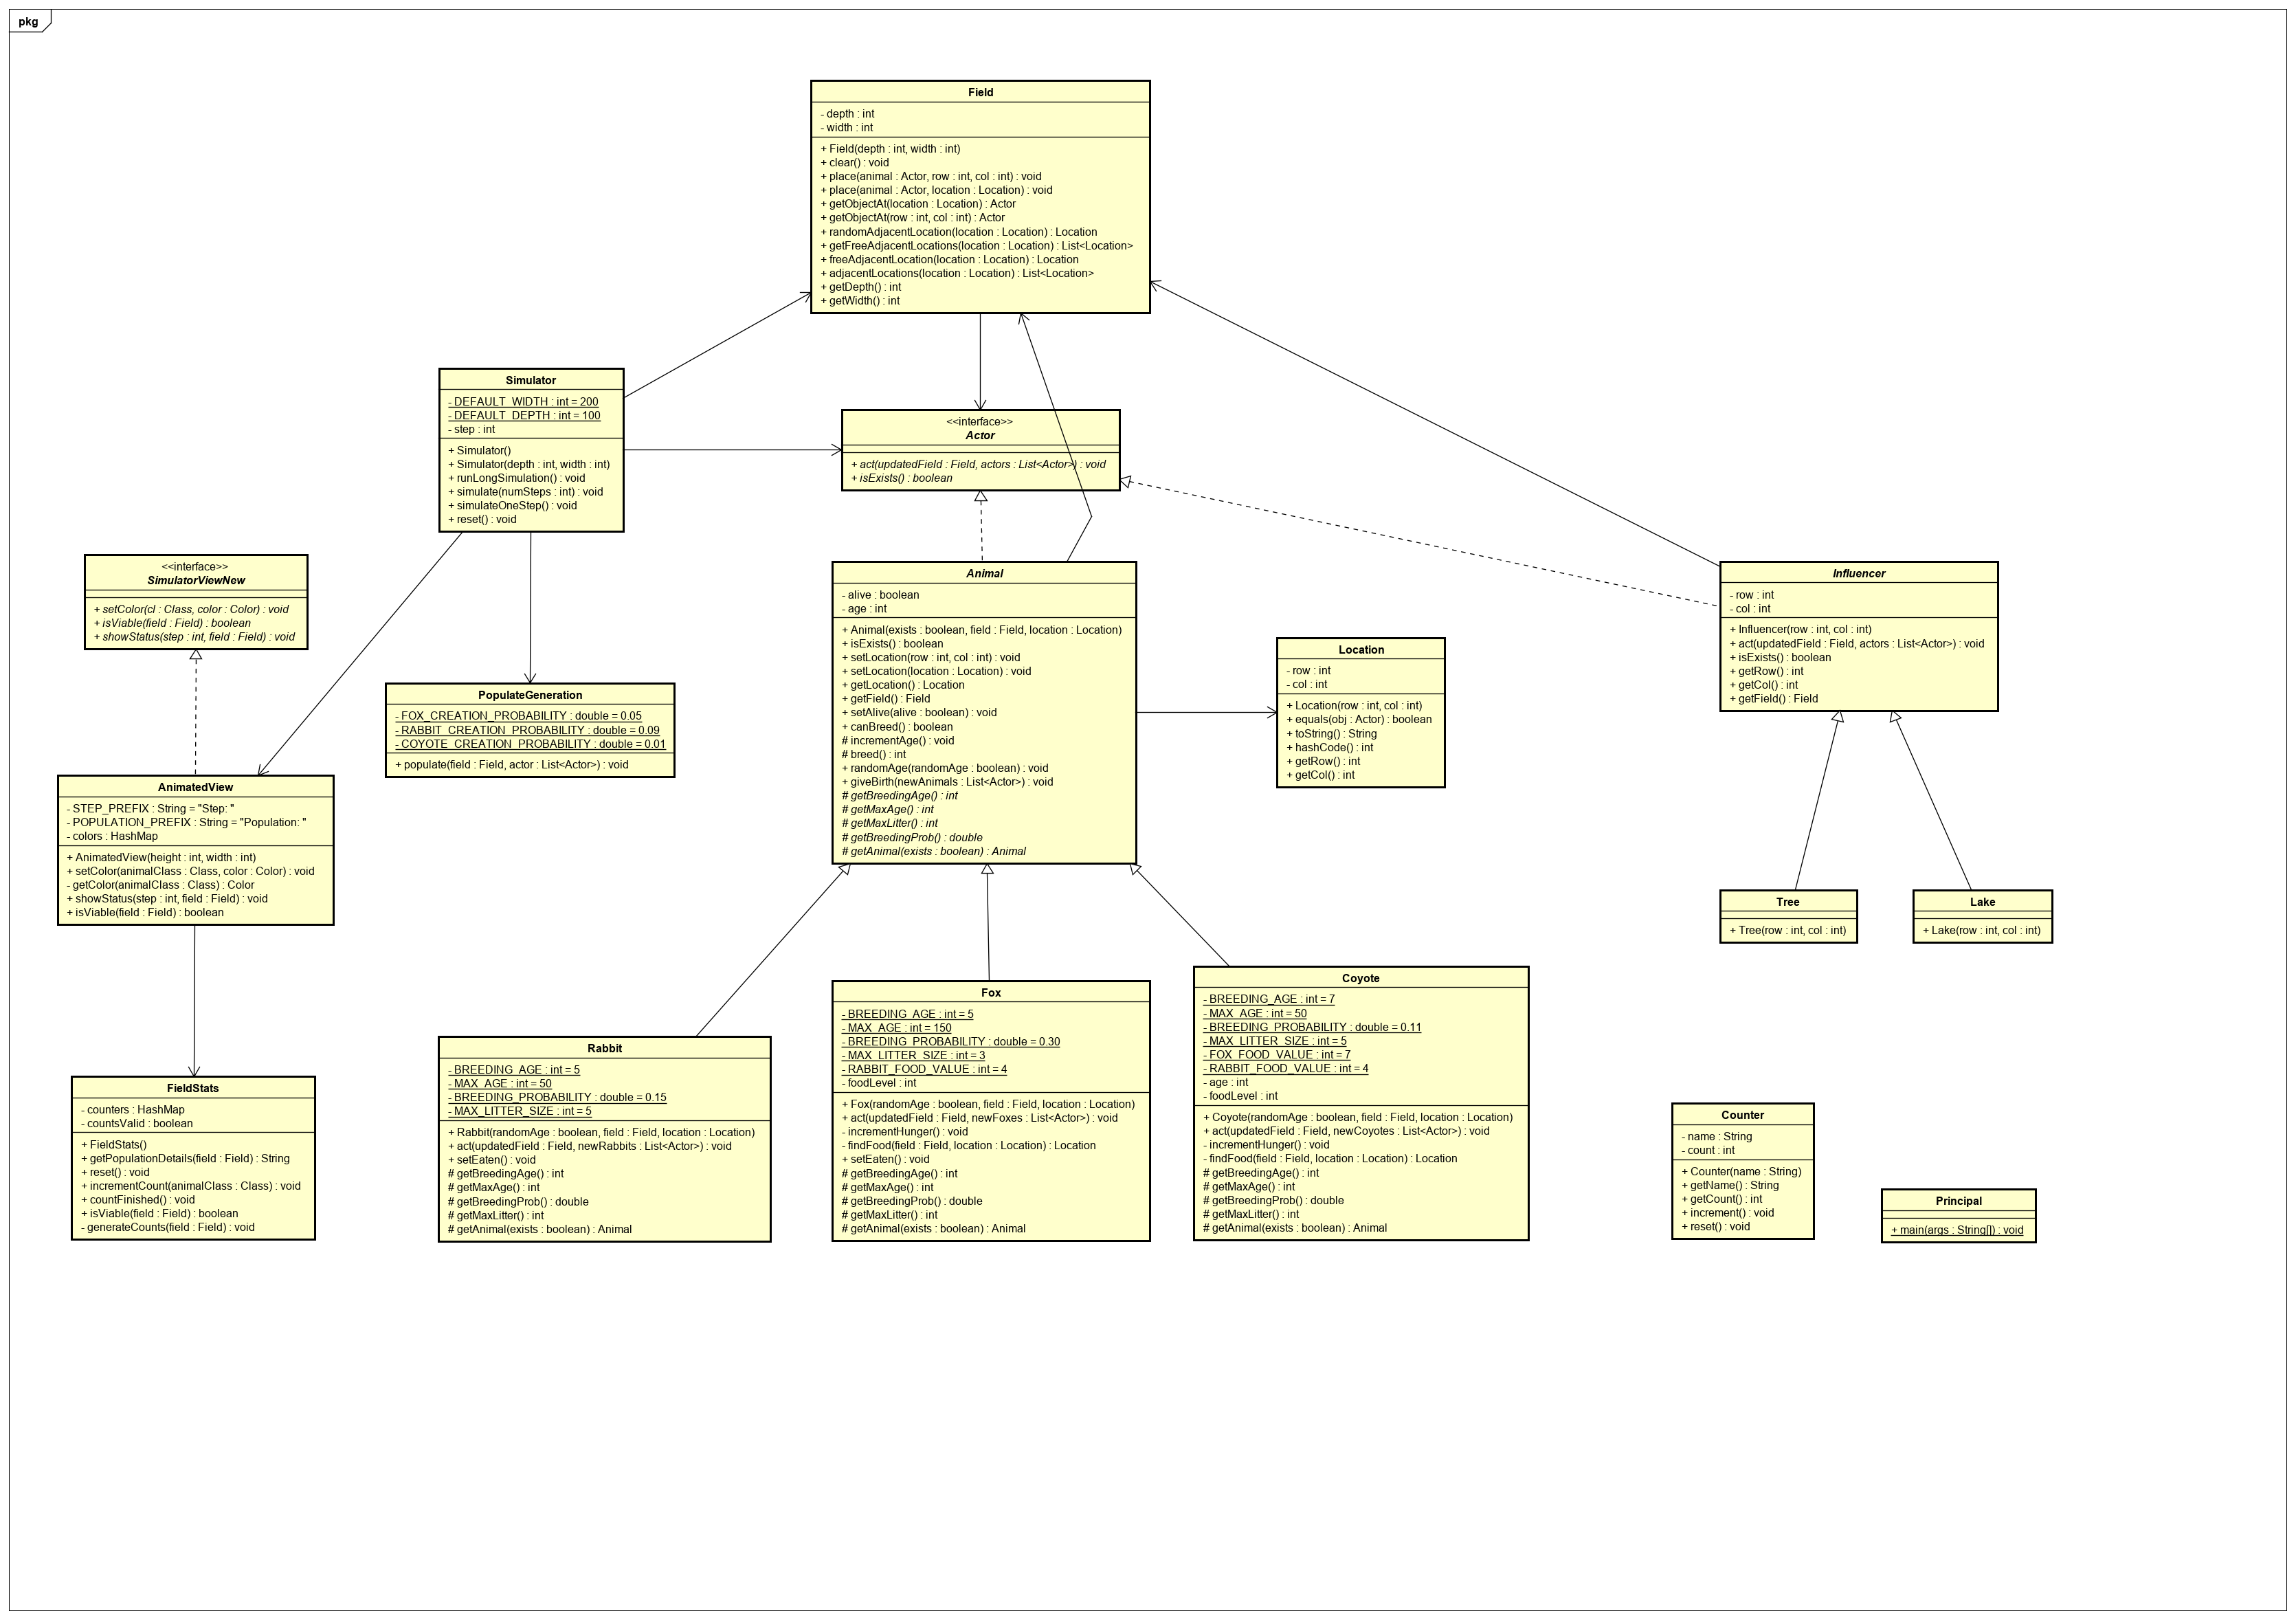 pkg
Field
- depth : int
- width : int
+ Field(depth : int, width : int)
+ clear() : void
+ place(animal : Actor, row : int, col : int) : void
+ place(animal : Actor, location : Location) : void
+ getObjectAt(location : Location) : Actor
+ getObjectAt(row : int, col : int) : Actor
+ randomAdjacentLocation(location : Location) : Location
+ getFreeAdjacentLocations(location : Location) : List<Location>
+ freeAdjacentLocation(location : Location) : Location
+ adjacentLocations(location : Location) : List<Location>
+ getDepth() : int
+ getWidth() : int
Simulator
- DEFAULT_WIDTH : int = 200
- DEFAULT_DEPTH : int = 100
- step : int
+ Simulator()
+ Simulator(depth : int, width : int)
+ runLongSimulation() : void
+ simulate(numSteps : int) : void
+ simulateOneStep() : void
+ reset() : void
<<interface>>
Actor
+ act(updatedField : Field, actors : List<Actor>) : void
+ isExists() : boolean
<<interface>>
SimulatorViewNew
+ setColor(cl : Class, color : Color) : void
+ isViable(field : Field) : boolean
+ showStatus(step : int, field : Field) : void
Animal
- alive : boolean
- age : int
+ Animal(exists : boolean, field : Field, location : Location)
+ isExists() : boolean
+ setLocation(row : int, col : int) : void
+ setLocation(location : Location) : void
+ getLocation() : Location
+ getField() : Field
+ setAlive(alive : boolean) : void
+ canBreed() : boolean
# incrementAge() : void
# breed() : int
+ randomAge(randomAge : boolean) : void
+ giveBirth(newAnimals : List<Actor>) : void
# getBreedingAge() : int
# getMaxAge() : int
# getMaxLitter() : int
# getBreedingProb() : double
# getAnimal(exists : boolean) : Animal
Influencer
- row : int
- col : int
+ Influencer(row : int, col : int)
+ act(updatedField : Field, actors : List<Actor>) : void
+ isExists() : boolean
+ getRow() : int
+ getCol() : int
+ getField() : Field
Location
- row : int
- col : int
+ Location(row : int, col : int)
+ equals(obj : Actor) : boolean
+ toString() : String
+ hashCode() : int
+ getRow() : int
+ getCol() : int
PopulateGeneration
- FOX_CREATION_PROBABILITY : double = 0.05
- RABBIT_CREATION_PROBABILITY : double = 0.09
- COYOTE_CREATION_PROBABILITY : double = 0.01
+ populate(field : Field, actor : List<Actor>) : void
AnimatedView
- STEP_PREFIX : String = "Step: "
- POPULATION_PREFIX : String = "Population: "
- colors : HashMap
+ AnimatedView(height : int, width : int)
+ setColor(animalClass : Class, color : Color) : void
- getColor(animalClass : Class) : Color
+ showStatus(step : int, field : Field) : void
+ isViable(field : Field) : boolean
Tree
+ Tree(row : int, col : int)
Lake
+ Lake(row : int, col : int)
Coyote
- BREEDING_AGE : int = 7
- MAX_AGE : int = 50
- BREEDING_PROBABILITY : double = 0.11
- MAX_LITTER_SIZE : int = 5
- FOX_FOOD_VALUE : int = 7
- RABBIT_FOOD_VALUE : int = 4
- age : int
- foodLevel : int
+ Coyote(randomAge : boolean, field : Field, location : Location)
+ act(updatedField : Field, newCoyotes : List<Actor>) : void
- incrementHunger() : void
- findFood(field : Field, location : Location) : Location
# getBreedingAge() : int
# getMaxAge() : int
# getBreedingProb() : double
# getMaxLitter() : int
# getAnimal(exists : boolean) : Animal
Fox
- BREEDING_AGE : int = 5
- MAX_AGE : int = 150
- BREEDING_PROBABILITY : double = 0.30
- MAX_LITTER_SIZE : int = 3
- RABBIT_FOOD_VALUE : int = 4
- foodLevel : int
+ Fox(randomAge : boolean, field : Field, location : Location)
+ act(updatedField : Field, newFoxes : List<Actor>) : void
- incrementHunger() : void
- findFood(field : Field, location : Location) : Location
+ setEaten() : void
# getBreedingAge() : int
# getMaxAge() : int
# getBreedingProb() : double
# getMaxLitter() : int
# getAnimal(exists : boolean) : Animal
Rabbit
- BREEDING_AGE : int = 5
- MAX_AGE : int = 50
- BREEDING_PROBABILITY : double = 0.15
- MAX_LITTER_SIZE : int = 5
+ Rabbit(randomAge : boolean, field : Field, location : Location)
+ act(updatedField : Field, newRabbits : List<Actor>) : void
+ setEaten() : void
# getBreedingAge() : int
# getMaxAge() : int
# getBreedingProb() : double
# getMaxLitter() : int
# getAnimal(exists : boolean) : Animal
FieldStats
- counters : HashMap
- countsValid : boolean
+ FieldStats()
+ getPopulationDetails(field : Field) : String
+ reset() : void
+ incrementCount(animalClass : Class) : void
+ countFinished() : void
+ isViable(field : Field) : boolean
- generateCounts(field : Field) : void
Counter
- name : String
- count : int
+ Counter(name : String)
+ getName() : String
+ getCount() : int
+ increment() : void
+ reset() : void
Principal
+ main(args : String[]) : void